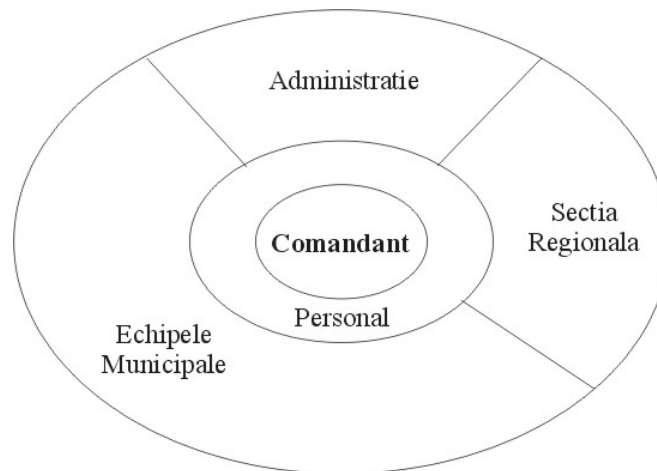 Administratie
Sectia
Regionala
Comandant
Personal
Echipele
Municipale